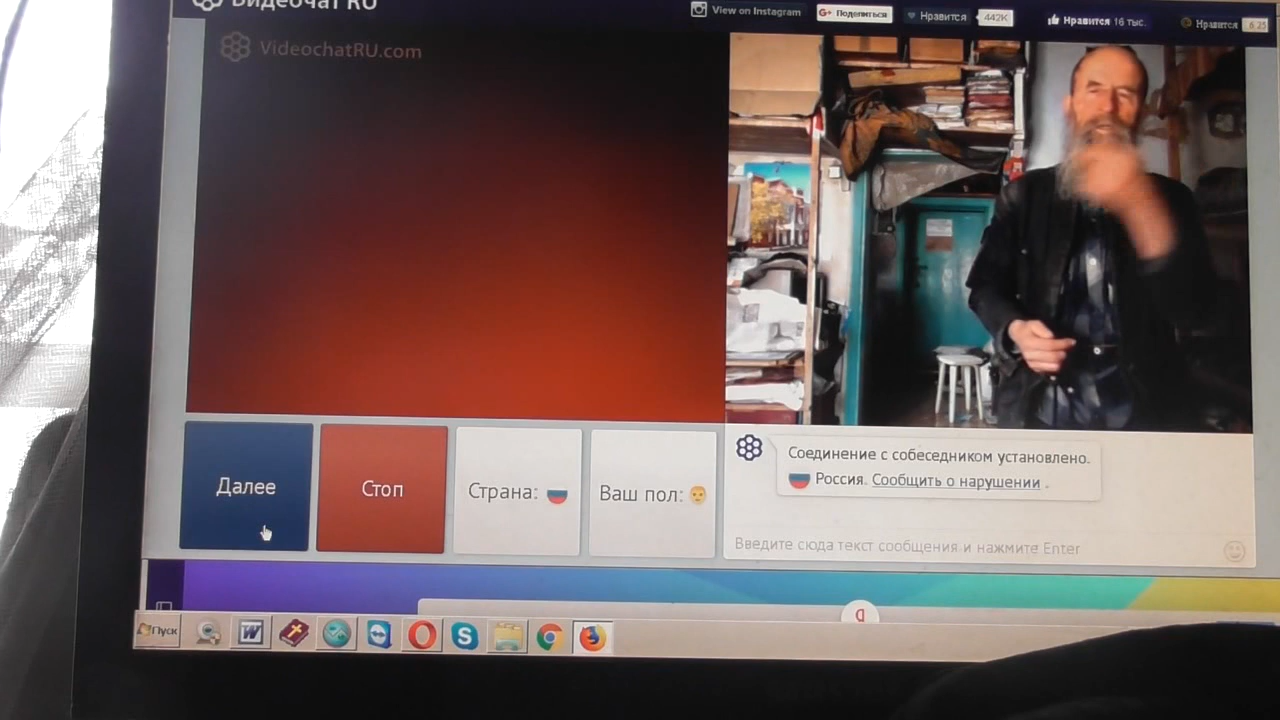 Видеочат RU
View on Instagram
Поделиться
Нравится
442K
Нравится 16 тыс.
Нравится
VideochatRU.com
Далее
Стоп
Страна:
Ваш пол:
Соединение с собеседником установлено.
Россия. Сообщить о нарушении .
Введите сюда текст сообщения и нажмите Enter
Пуск